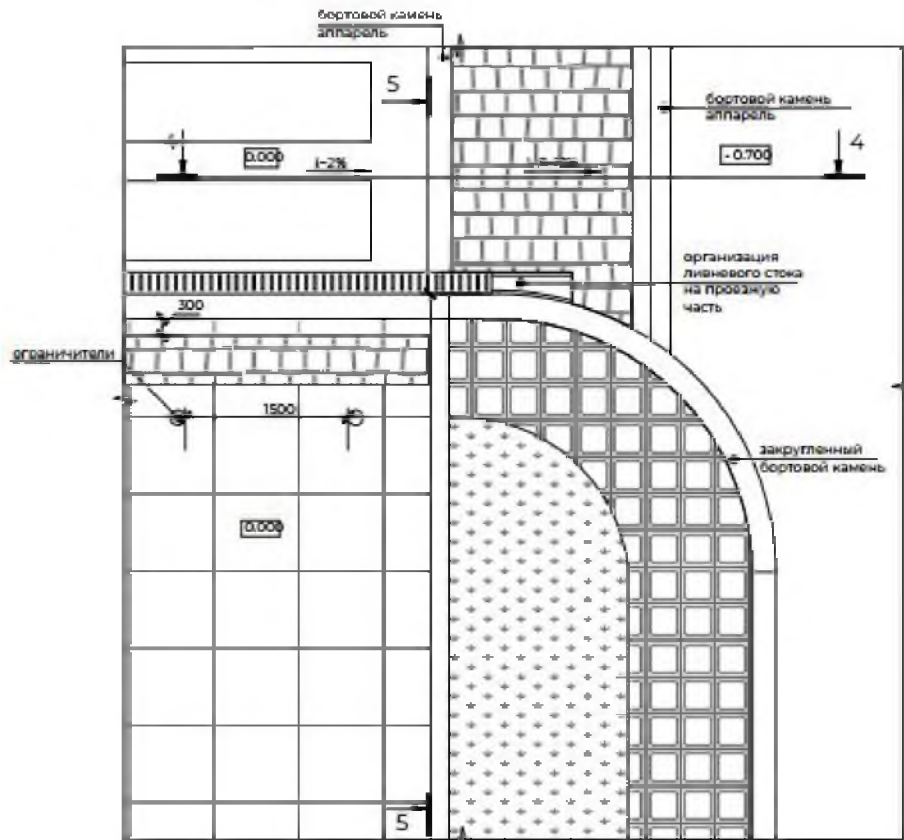 бортовой камень
аппарель
5
бортовой камень
аппарель
0.000
i-2%
- 0.700
4
организация
ливневого стока
на проезжую
часть
300
ограничители
1500
закругленный
бортовой камень
0.000
5